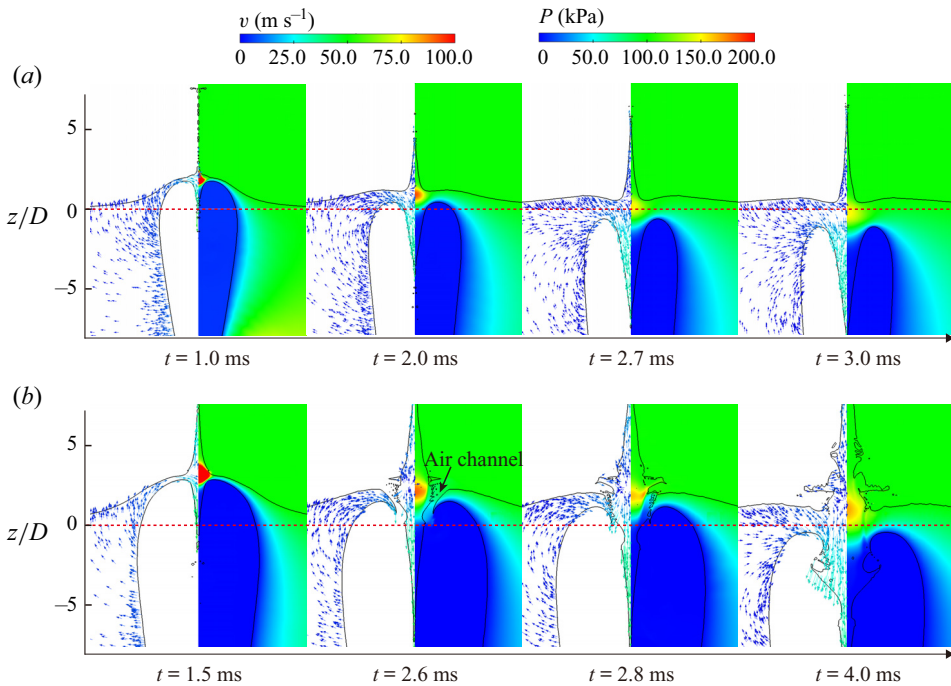 v (m s⁻¹) P (kPa)
0 25.0 50.0 75.0 100.0 0 50.0 100.0 150.0 200.0
(a)
5
z/D 0
−5
t = 1.0 ms t = 2.0 ms t = 2.7 ms t = 3.0 ms
(b)
5
Air channel
z/D 0
−5
t = 1.5 ms t = 2.6 ms t = 2.8 ms t = 4.0 ms